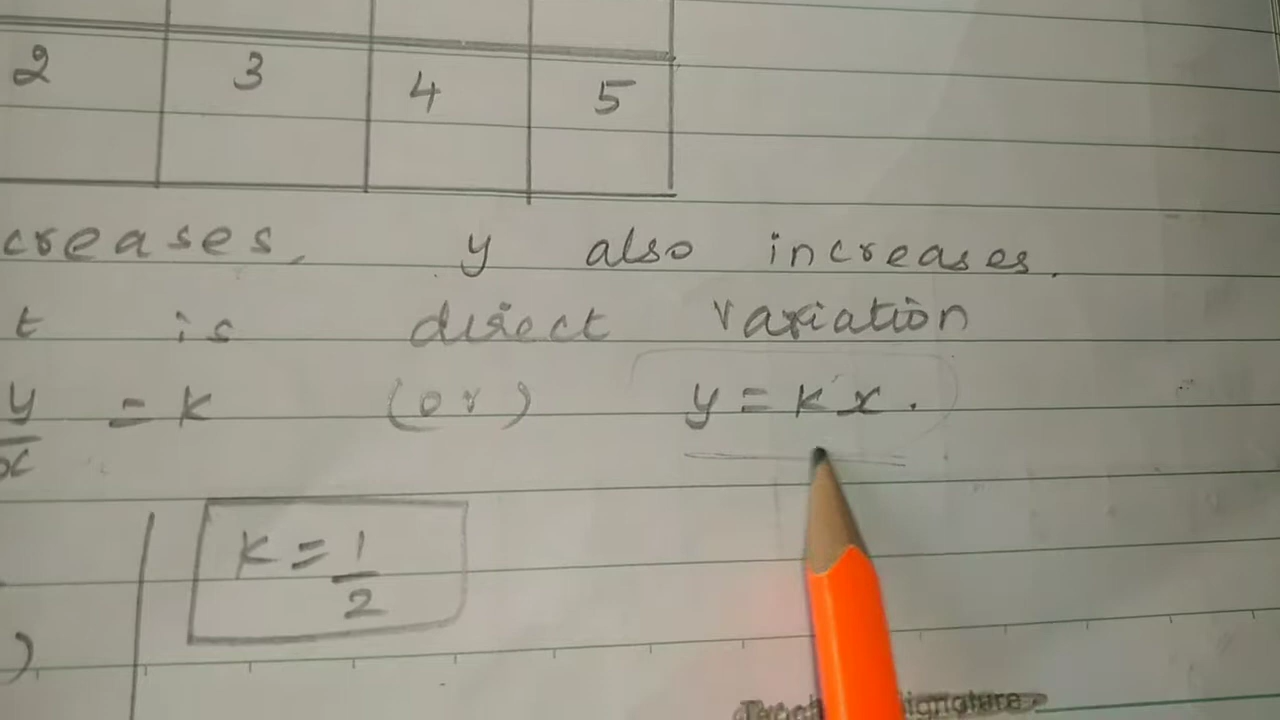 2 3 4 5
creases, y also increases.
t is direct variation
y/x = k (or) y = kx.
k = 1/2
)